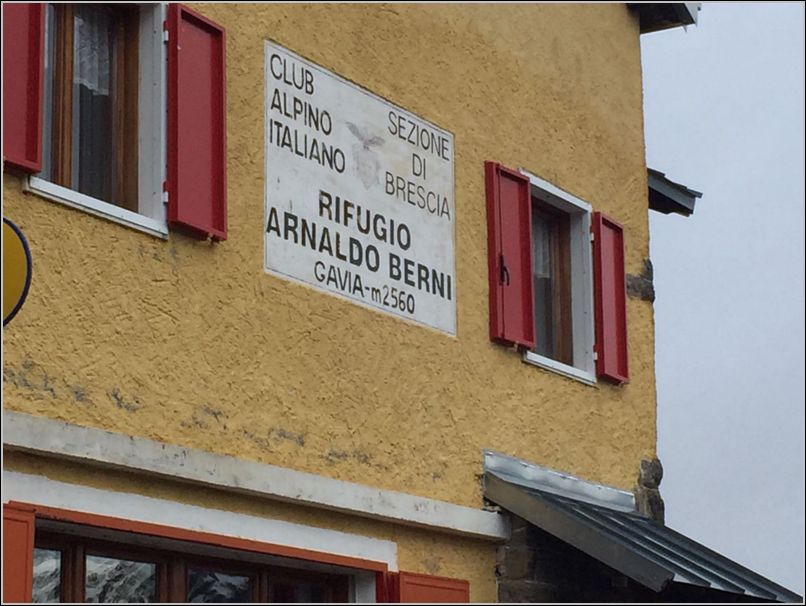 CLUB
ALPINO
ITALIANO
SEZIONE
DI
BRESCIA
RIFUGIO
ARNALDO BERNI
GAVIA-m2560